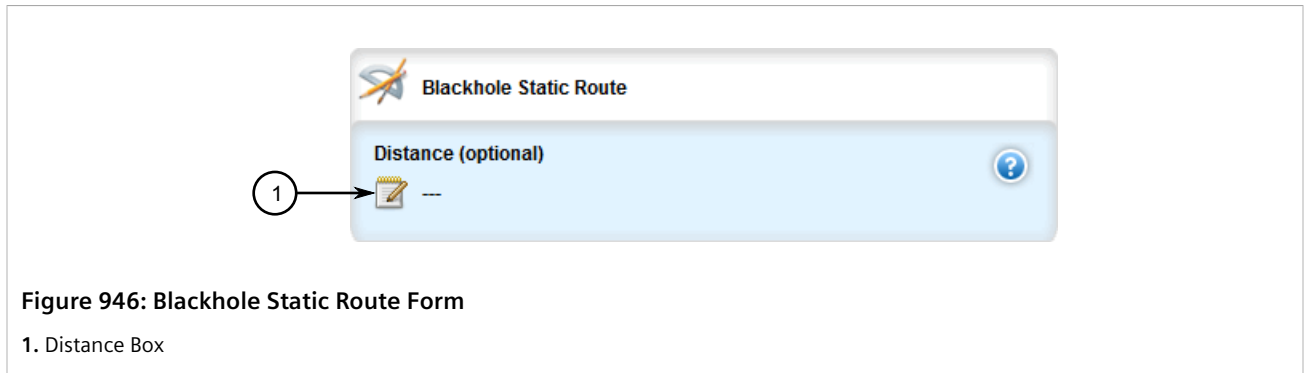 Blackhole Static Route
Distance (optional)
1
---
?
Figure 946: Blackhole Static Route Form
1. Distance Box